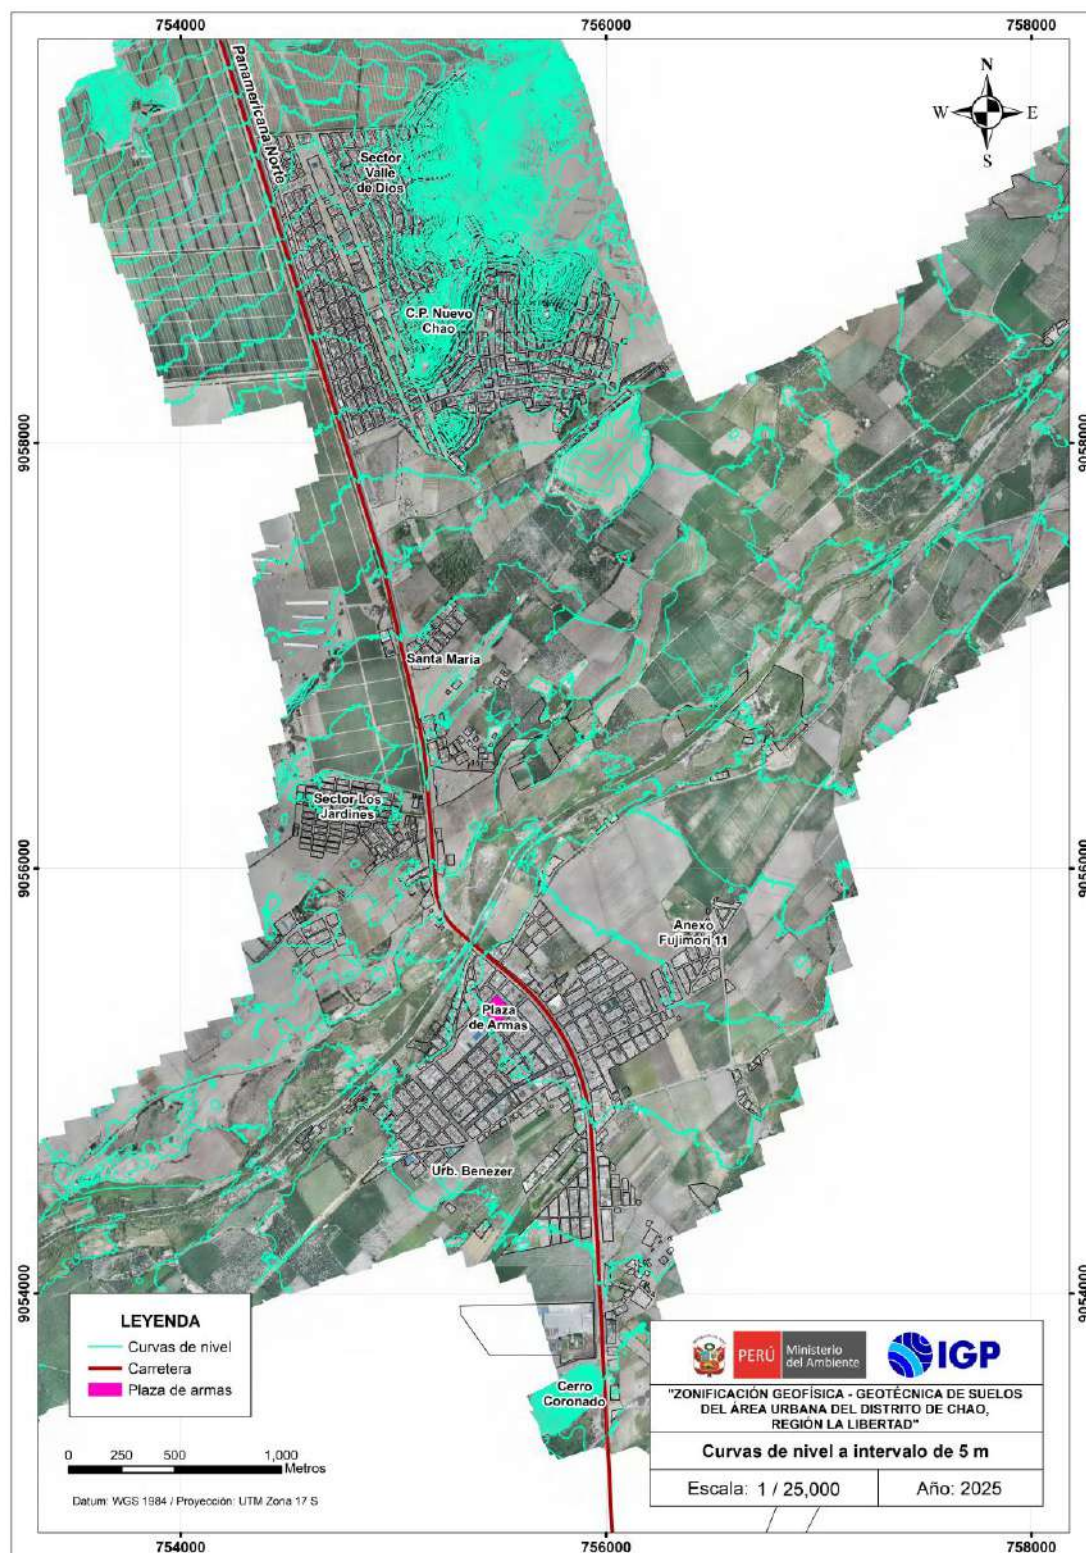 754000
756000
758000
Panamericana Norte
N
W
E
S
Sector
Valle
de Dios
C.P. Nuevo
Chao
9058000
9058000
Santa Maria
Sector Los
Jardines
9056000
9056000
Anexo
Fujimori 11
Plaza
de Armas
Urb. Benezer
9054000
9054000
Cerro
Coronado
LEYENDA
Curvas de nivel
Carretera
Plaza de armas
0 250 500 1,000
Metros
Datum: WGS 1984 / Proyección: UTM Zona 17 S
PERÚ
Ministerio
del Ambiente
IGP
"ZONIFICACIÓN GEOFÍSICA - GEOTÉCNICA DE SUELOS
DEL ÁREA URBANA DEL DISTRITO DE CHAO,
REGIÓN LA LIBERTAD"
Curvas de nivel a intervalo de 5 m
Escala: 1 / 25,000
Año: 2025
754000
756000
758000